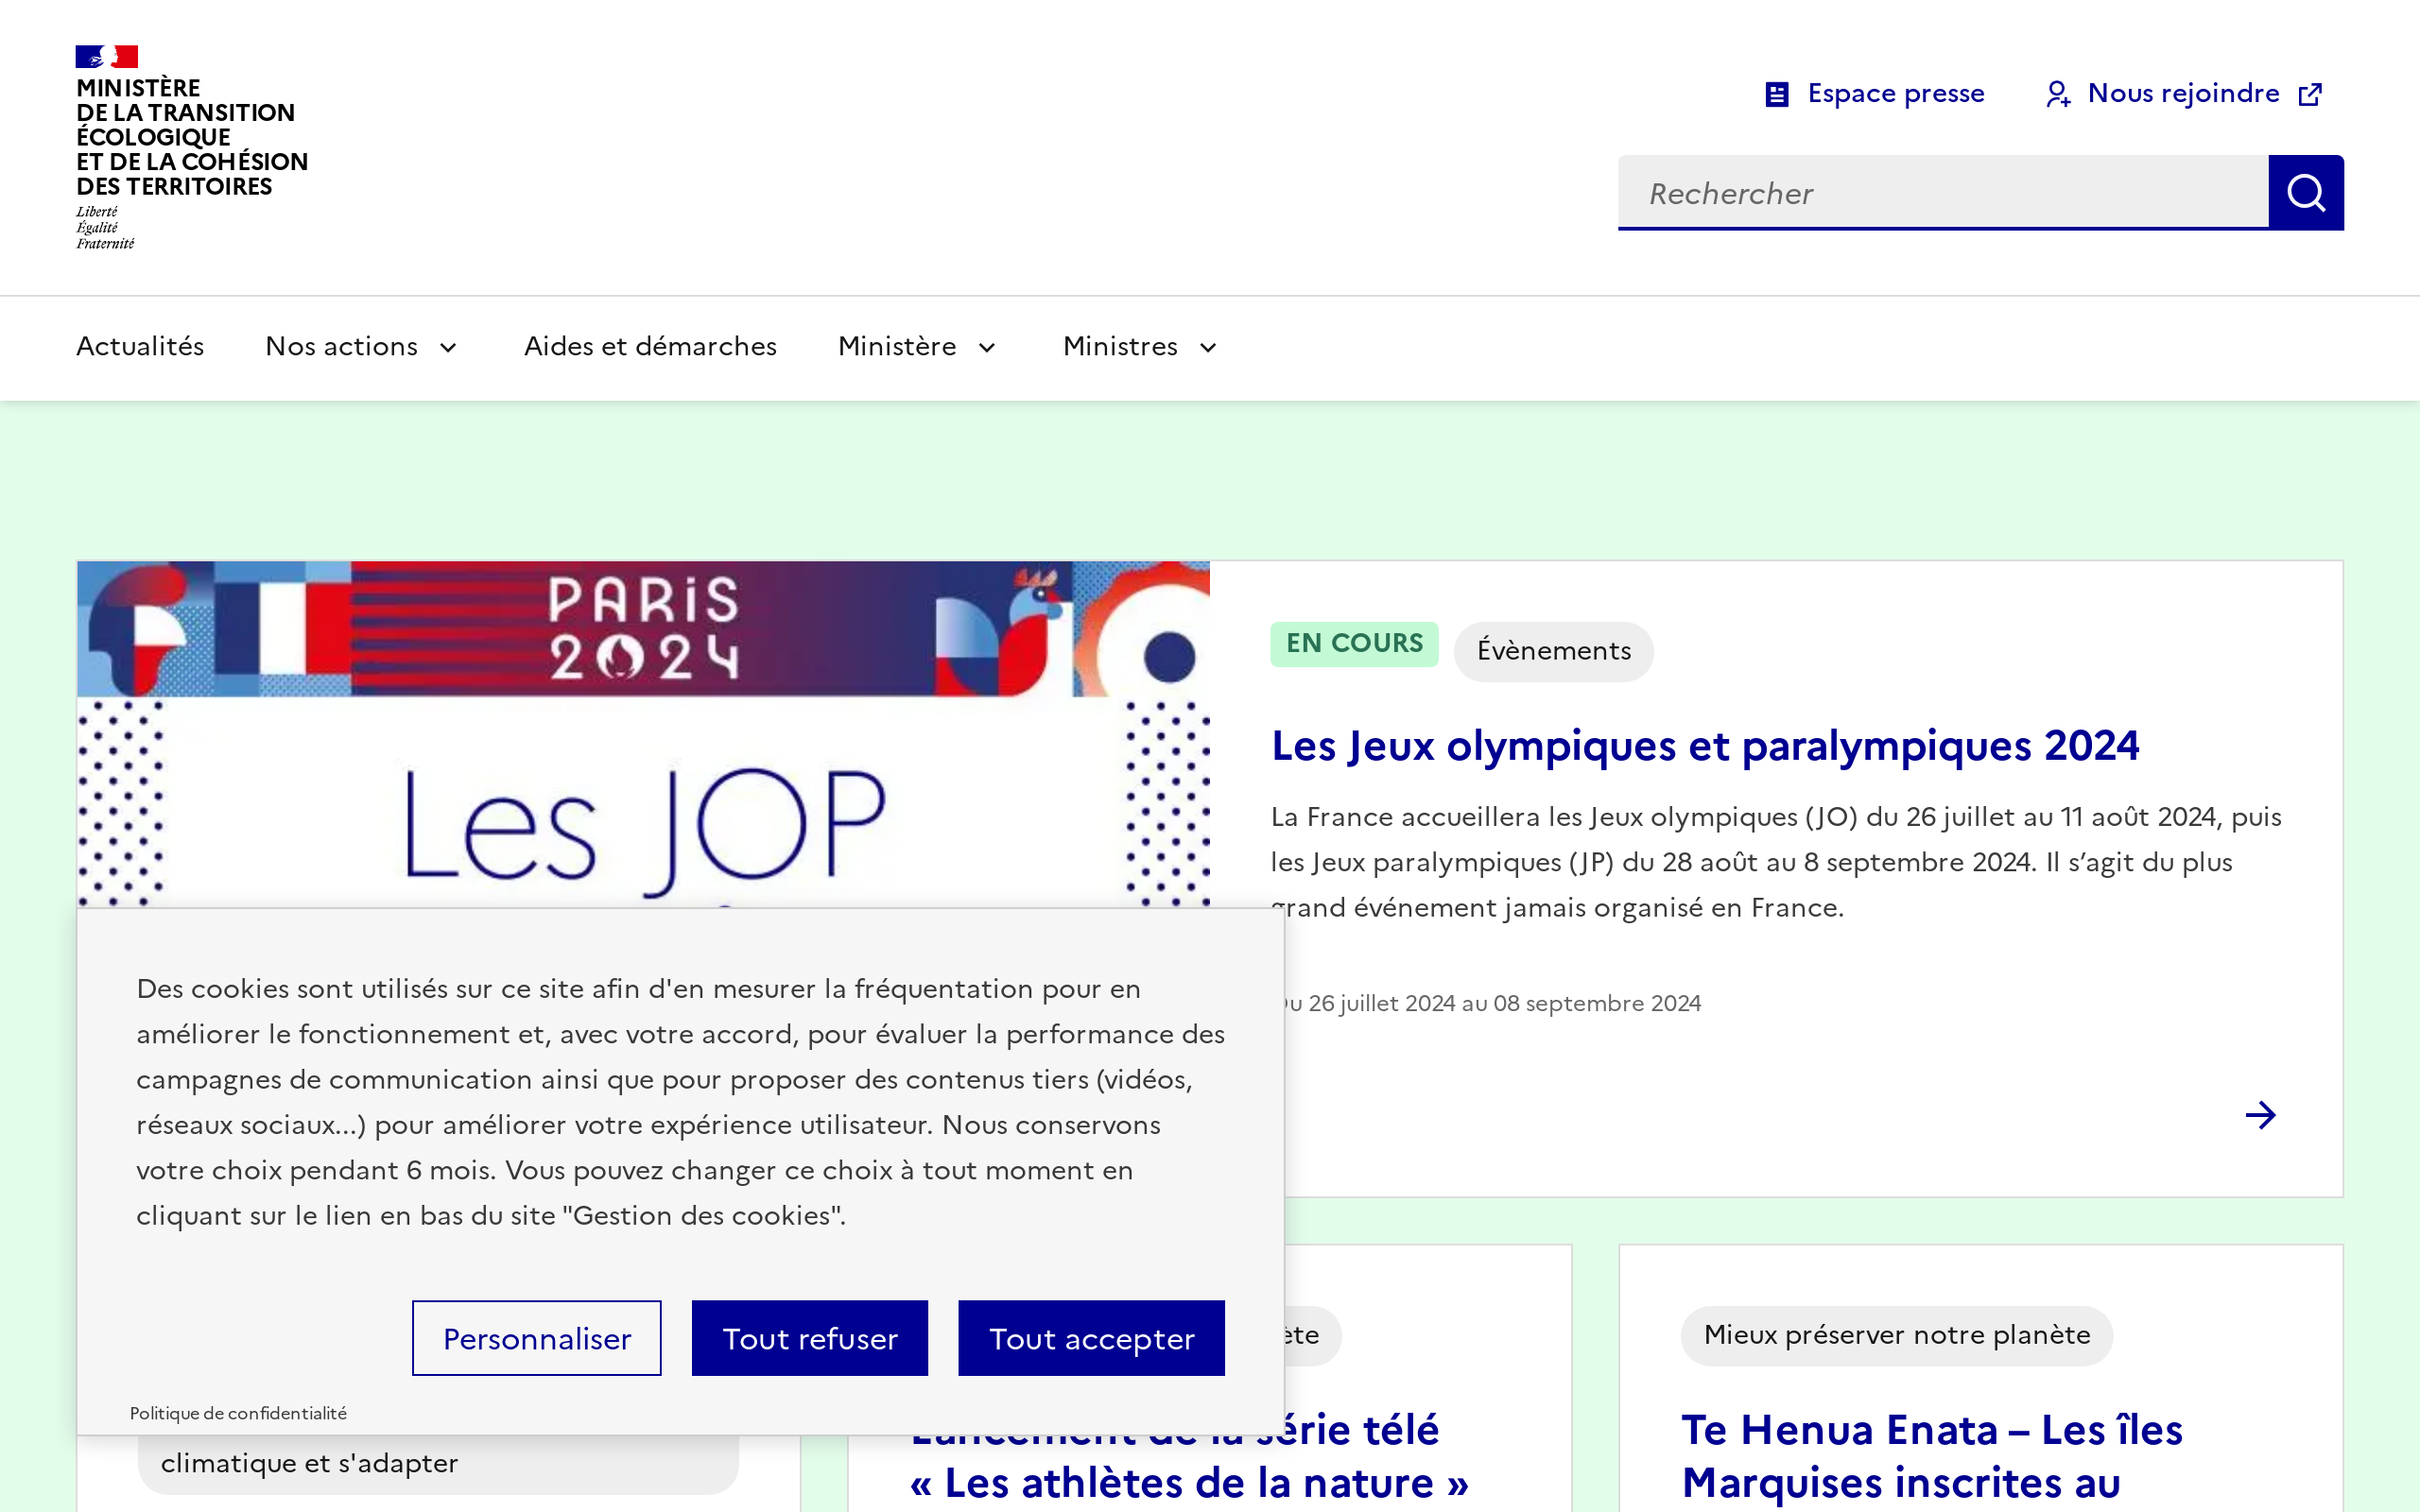 MINISTÈRE
DE LA TRANSITION
ÉCOLOGIQUE
ET DE LA COHÉSION
DES TERRITOIRES
Liberté
Égalité
Fraternité
Espace presse
Nous rejoindre
Rechercher
Actualités
Nos actions
Aides et démarches
Ministère
Ministres
PARiS
2024
Les JOP
EN COURS
Évènements
Les Jeux olympiques et paralympiques 2024
La France accueillera les Jeux olympiques (JO) du 26 juillet au 11 août 2024, puis
les Jeux paralympiques (JP) du 28 août au 8 septembre 2024. Il s’agit du plus
grand événement jamais organisé en France.
Du 26 juillet 2024 au 08 septembre 2024
Des cookies sont utilisés sur ce site afin d'en mesurer la fréquentation pour en
améliorer le fonctionnement et, avec votre accord, pour évaluer la performance des
campagnes de communication ainsi que pour proposer des contenus tiers (vidéos,
réseaux sociaux...) pour améliorer votre expérience utilisateur. Nous conservons
votre choix pendant 6 mois. Vous pouvez changer ce choix à tout moment en
cliquant sur le lien en bas du site "Gestion des cookies".
Personnaliser
Tout refuser
Tout accepter
Politique de confidentialité
climatique et s'adapter
Lancement de la série télé
« Les athlètes de la nature »
Mieux préserver notre planète
Te Henua Enata – Les îles
Marquises inscrites au